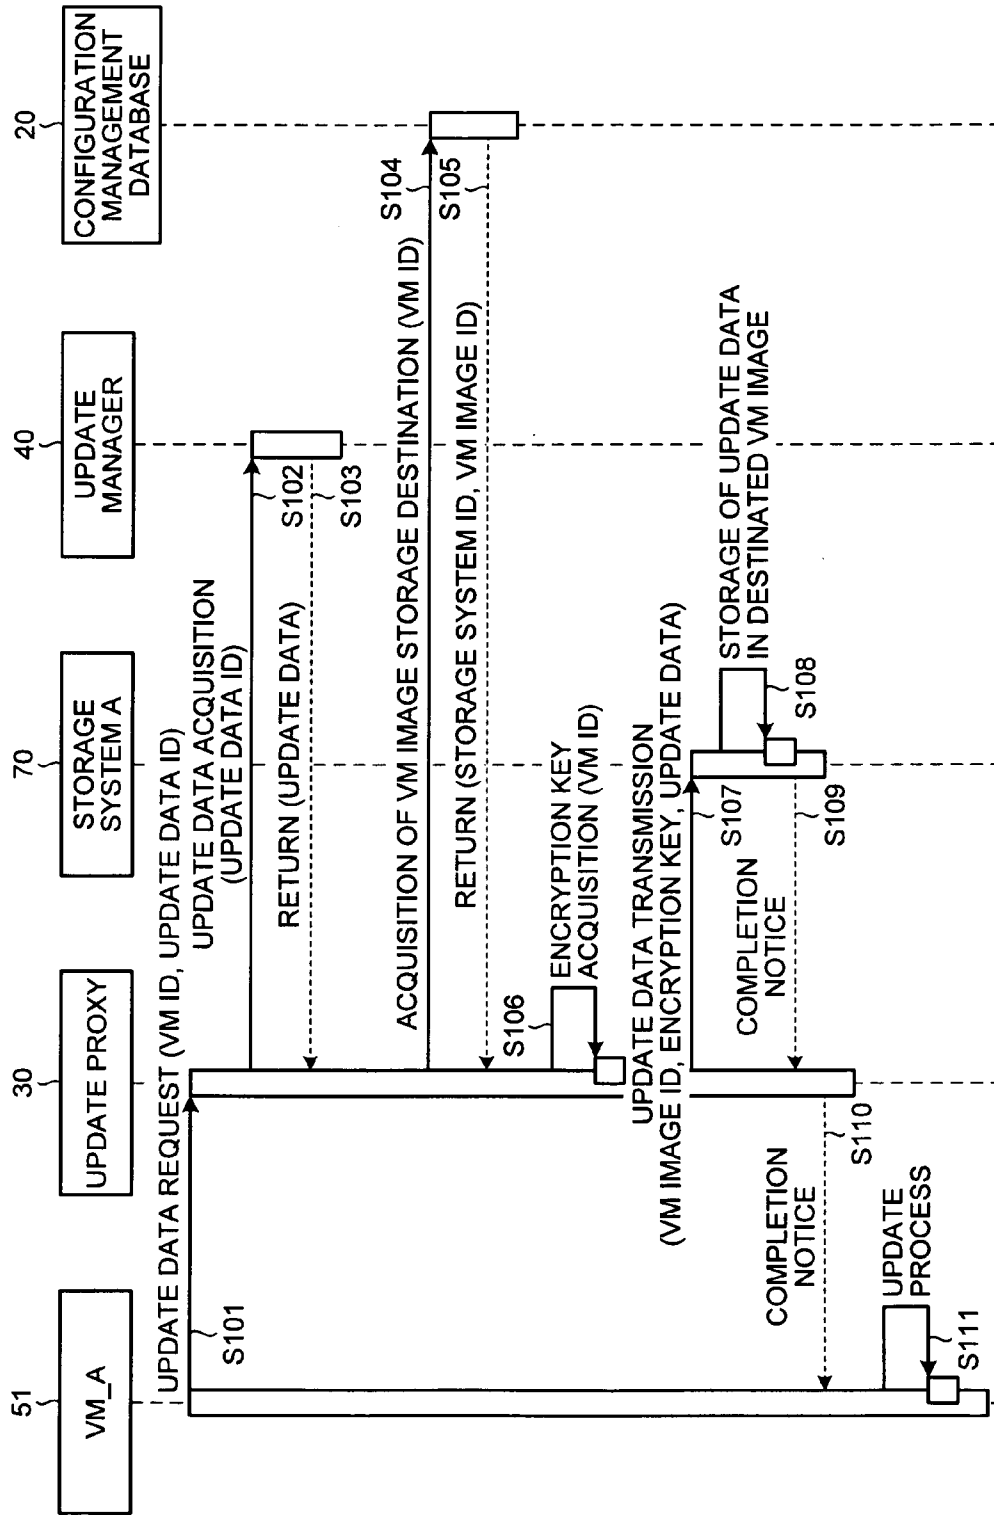 51
VM_A
30
UPDATE PROXY
70
STORAGE
SYSTEM A
40
UPDATE
MANAGER
20
CONFIGURATION
MANAGEMENT
DATABASE
UPDATE DATA REQUEST (VM ID, UPDATE DATA ID)
S101
UPDATE DATA ACQUISITION
(UPDATE DATA ID)
S102
RETURN (UPDATE DATA)
S103
ACQUISITION OF VM IMAGE STORAGE DESTINATION (VM ID)
S104
S105
RETURN (STORAGE SYSTEM ID, VM IMAGE ID)
S106
ENCRYPTION KEY
ACQUISITION (VM ID)
UPDATE DATA TRANSMISSION
(VM IMAGE ID, ENCRYPTION KEY, UPDATE DATA)
S107
STORAGE OF UPDATE DATA
IN DESTINATED VM IMAGE
S108
COMPLETION
NOTICE
S109
COMPLETION
NOTICE
S110
UPDATE
PROCESS
S111